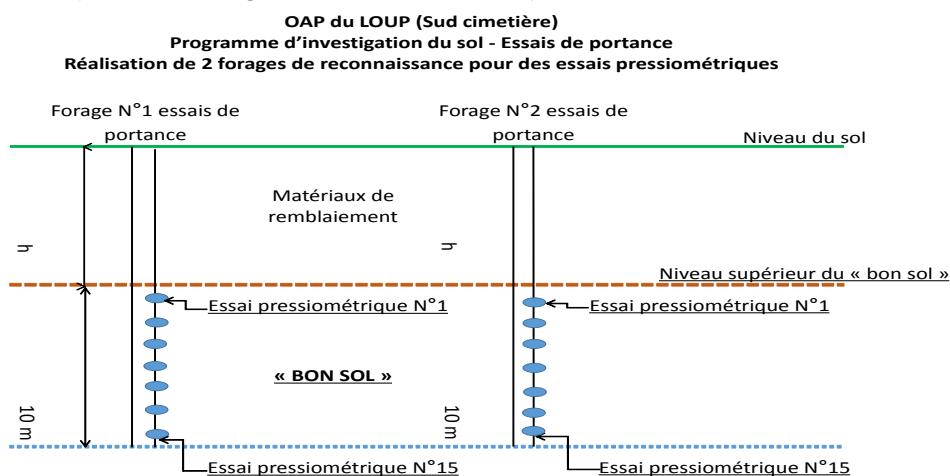 OAP du LOUP (Sud cimetière)
Programme d’investigation du sol - Essais de portance
Réalisation de 2 forages de reconnaissance pour des essais pressiométriques
Forage N°1 essais de
portance
Forage N°2 essais de
portance
Niveau du sol
Matériaux de
remblaiement
h
h
Niveau supérieur du « bon sol »
Essai pressiométrique N°1
Essai pressiométrique N°1
« BON SOL »
10 m
10 m
Essai pressiométrique N°15
Essai pressiométrique N°15